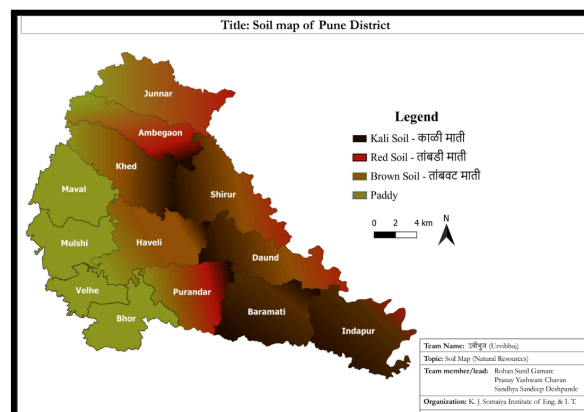 Title: Soil map of Pune District
Junnar
Ambegaon
Khed
Maval
Shirur
Mulshi
Haveli
Daund
Velhe
Purandar
Bhor
Baramati
Indapur
Legend
Kali Soil - काळी माती
Red Soil - तांबडी माती
Brown Soil - तांबवट माती
Paddy
0 2 4 km
N
Team Name: उर्वीभुज (Urvibhuj)
Topic: Soil Map (Natural Resources)
Team member/lead: Rohan Sunil Gamare
Pranay Yashwant Chavan
Sandhya Sandeep Deshpande
Organization: K. J. Somaiya Institute of Eng. & I. T.